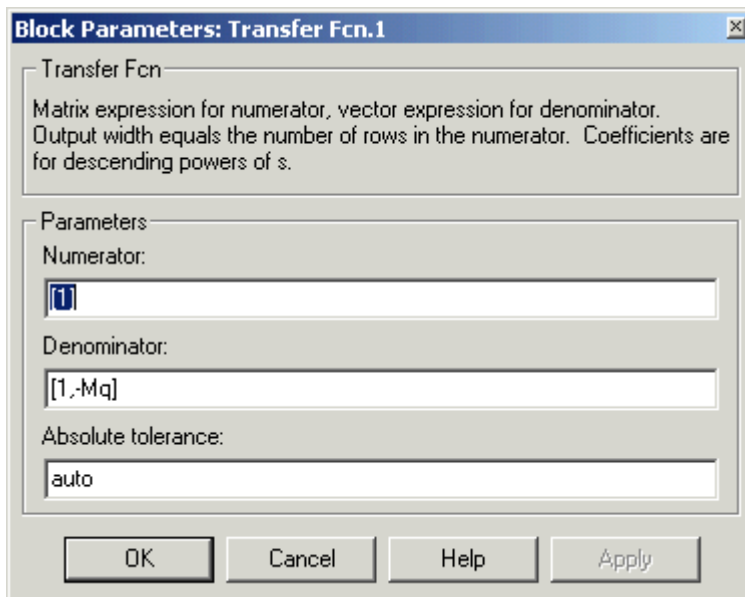 Block Parameters: Transfer Fcn.1
Transfer Fcn
Matrix expression for numerator, vector expression for denominator.
Output width equals the number of rows in the numerator.  Coefficients are
for descending powers of s.
Parameters
Numerator:
[1]
Denominator:
[1,-Mq]
Absolute tolerance:
auto
OK Cancel Help Apply